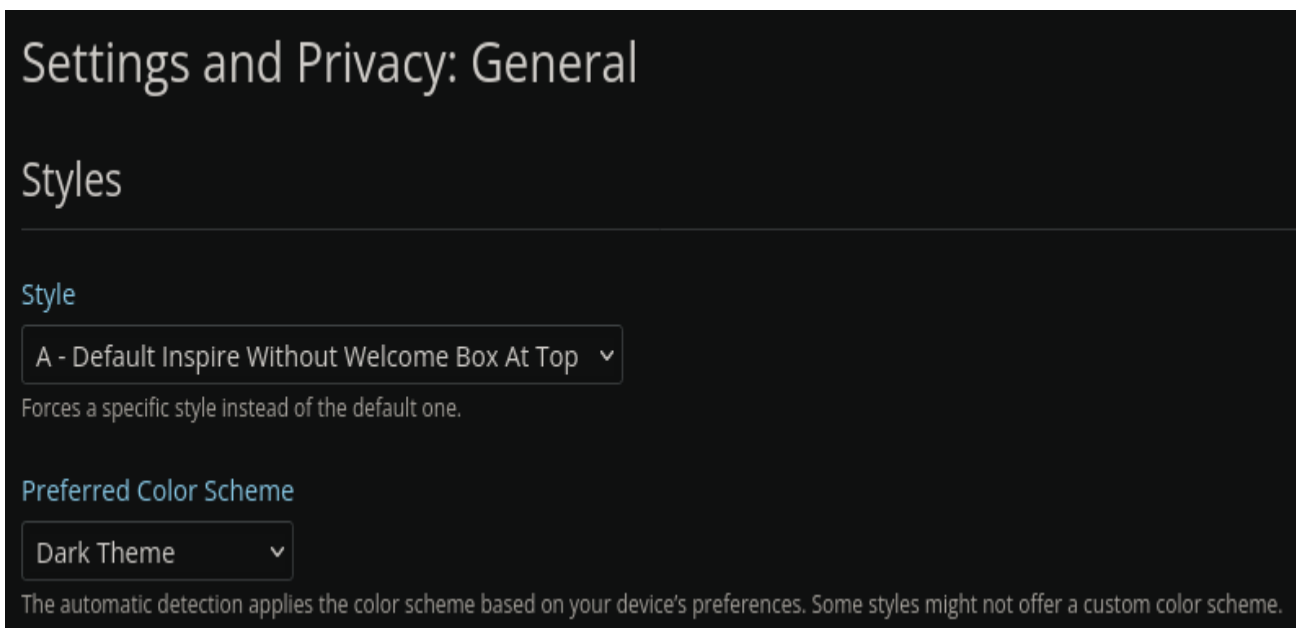 Settings and Privacy: General
Styles
Style
A - Default Inspire Without Welcome Box At Top
Forces a specific style instead of the default one.
Preferred Color Scheme
Dark Theme
The automatic detection applies the color scheme based on your device’s preferences. Some styles might not offer a custom color scheme.